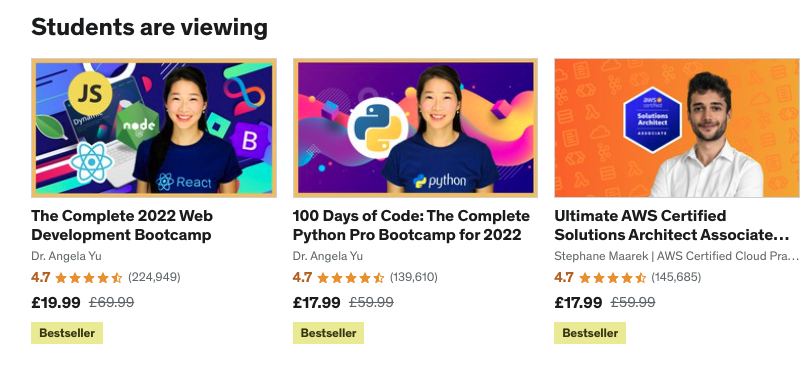 Students are viewing
JS
Dynamic
node
B
React
python
aws
certified
Solutions
Architect
ASSOCIATE
The Complete 2022 Web
Development Bootcamp
Dr. Angela Yu
4.7 (224,949)
£19.99 £69.99
Bestseller
100 Days of Code: The Complete
Python Pro Bootcamp for 2022
Dr. Angela Yu
4.7 (139,610)
£17.99 £59.99
Bestseller
Ultimate AWS Certified
Solutions Architect Associate…
Stephane Maarek | AWS Certified Cloud Pra…
4.7 (145,685)
£17.99 £59.99
Bestseller